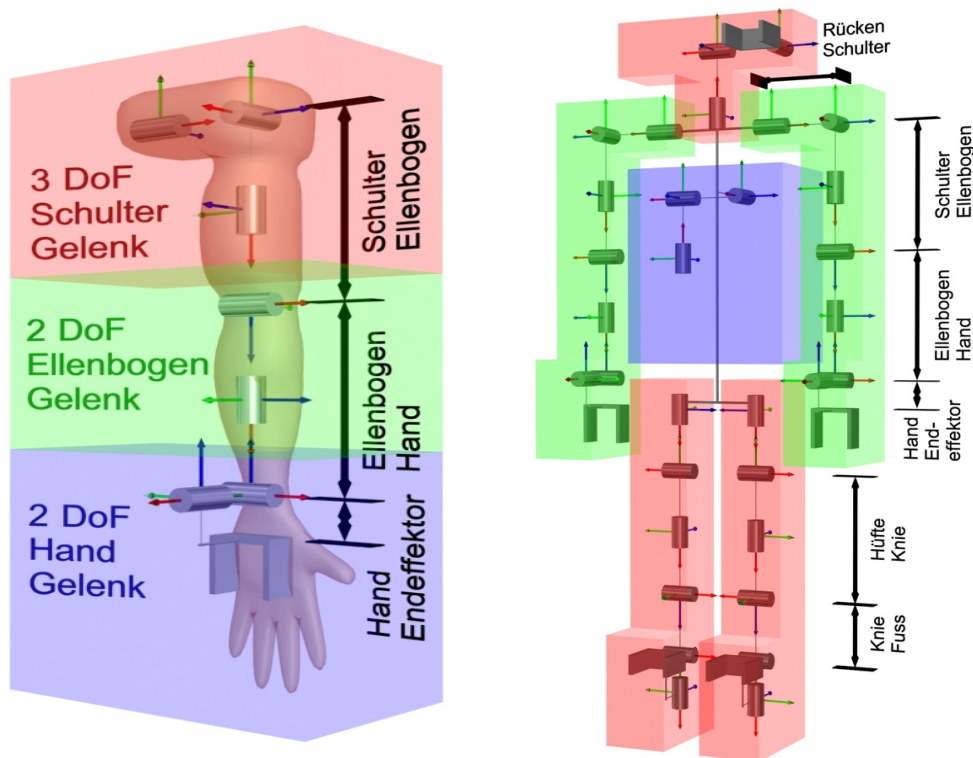 3 DoF
Schulter
Gelenk
2 DoF
Ellenbogen
Gelenk
2 DoF
Hand
Gelenk
Schulter
Ellenbogen
Ellenbogen
Hand
Hand
Endeffektor
Rücken
Schulter
Schulter
Ellenbogen
Ellenbogen
Hand
Hand
End-
effektor
Hüfte
Knie
Knie
Fuss